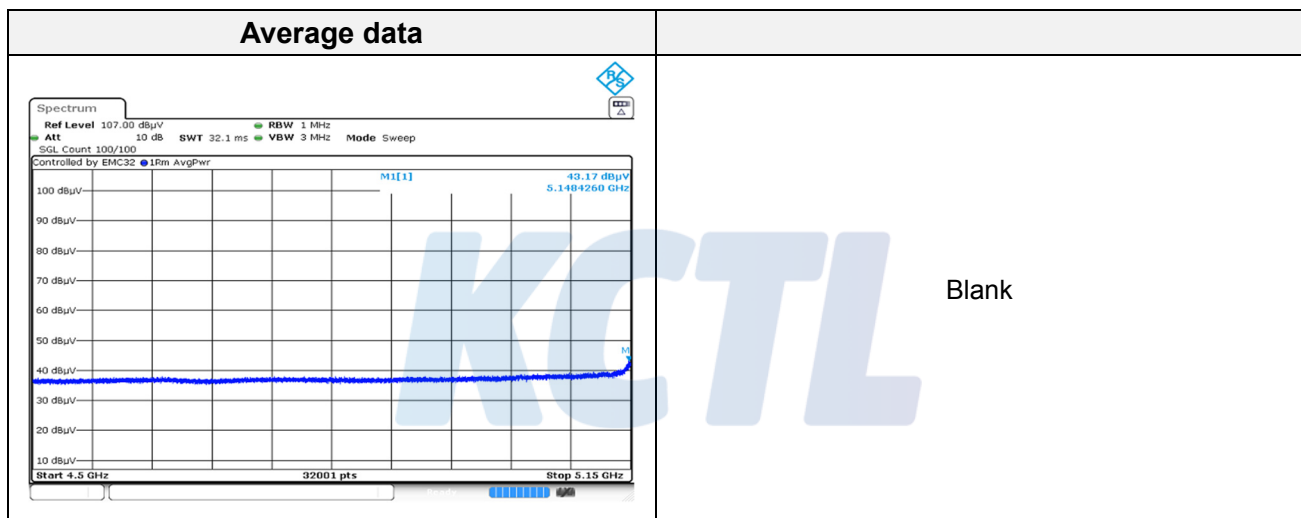 Average data
R&S
Spectrum
Ref Level 107.00 dBµV RBW 1 MHz
Att 10 dB SWT 32.1 ms VBW 3 MHz Mode Sweep
SGL Count 100/100
Controlled by EMC32 1Rm AvgPwr
M1[1] 43.17 dBµV
5.1484260 GHz
100 dBµV
90 dBµV
80 dBµV
70 dBµV
60 dBµV
50 dBµV
M
40 dBµV
30 dBµV
20 dBµV
10 dBµV
Start 4.5 GHz 32001 pts Stop 5.15 GHz
Ready
Blank
KCTL